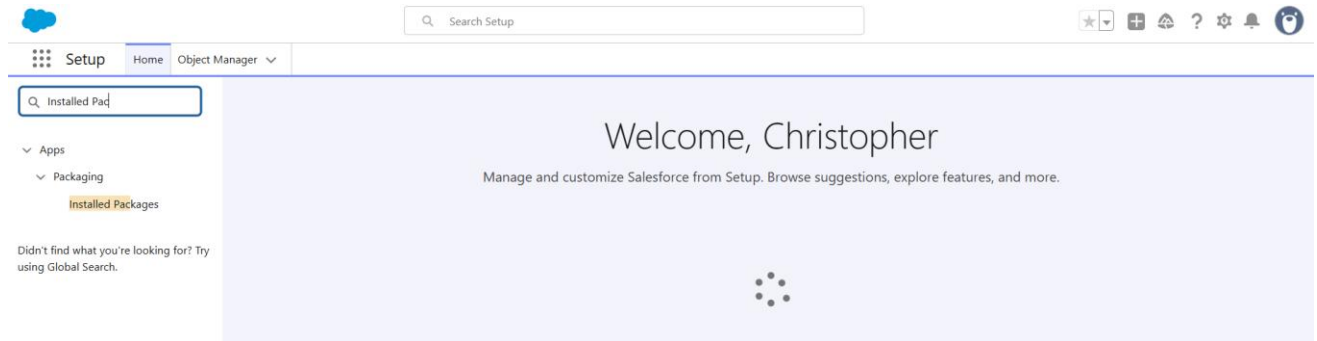 Search Setup
?
Setup
Home
Object Manager
Installed Pac
Apps
Packaging
Installed Packages
Didn't find what you're looking for? Try
using Global Search.
Welcome, Christopher
Manage and customize Salesforce from Setup. Browse suggestions, explore features, and more.